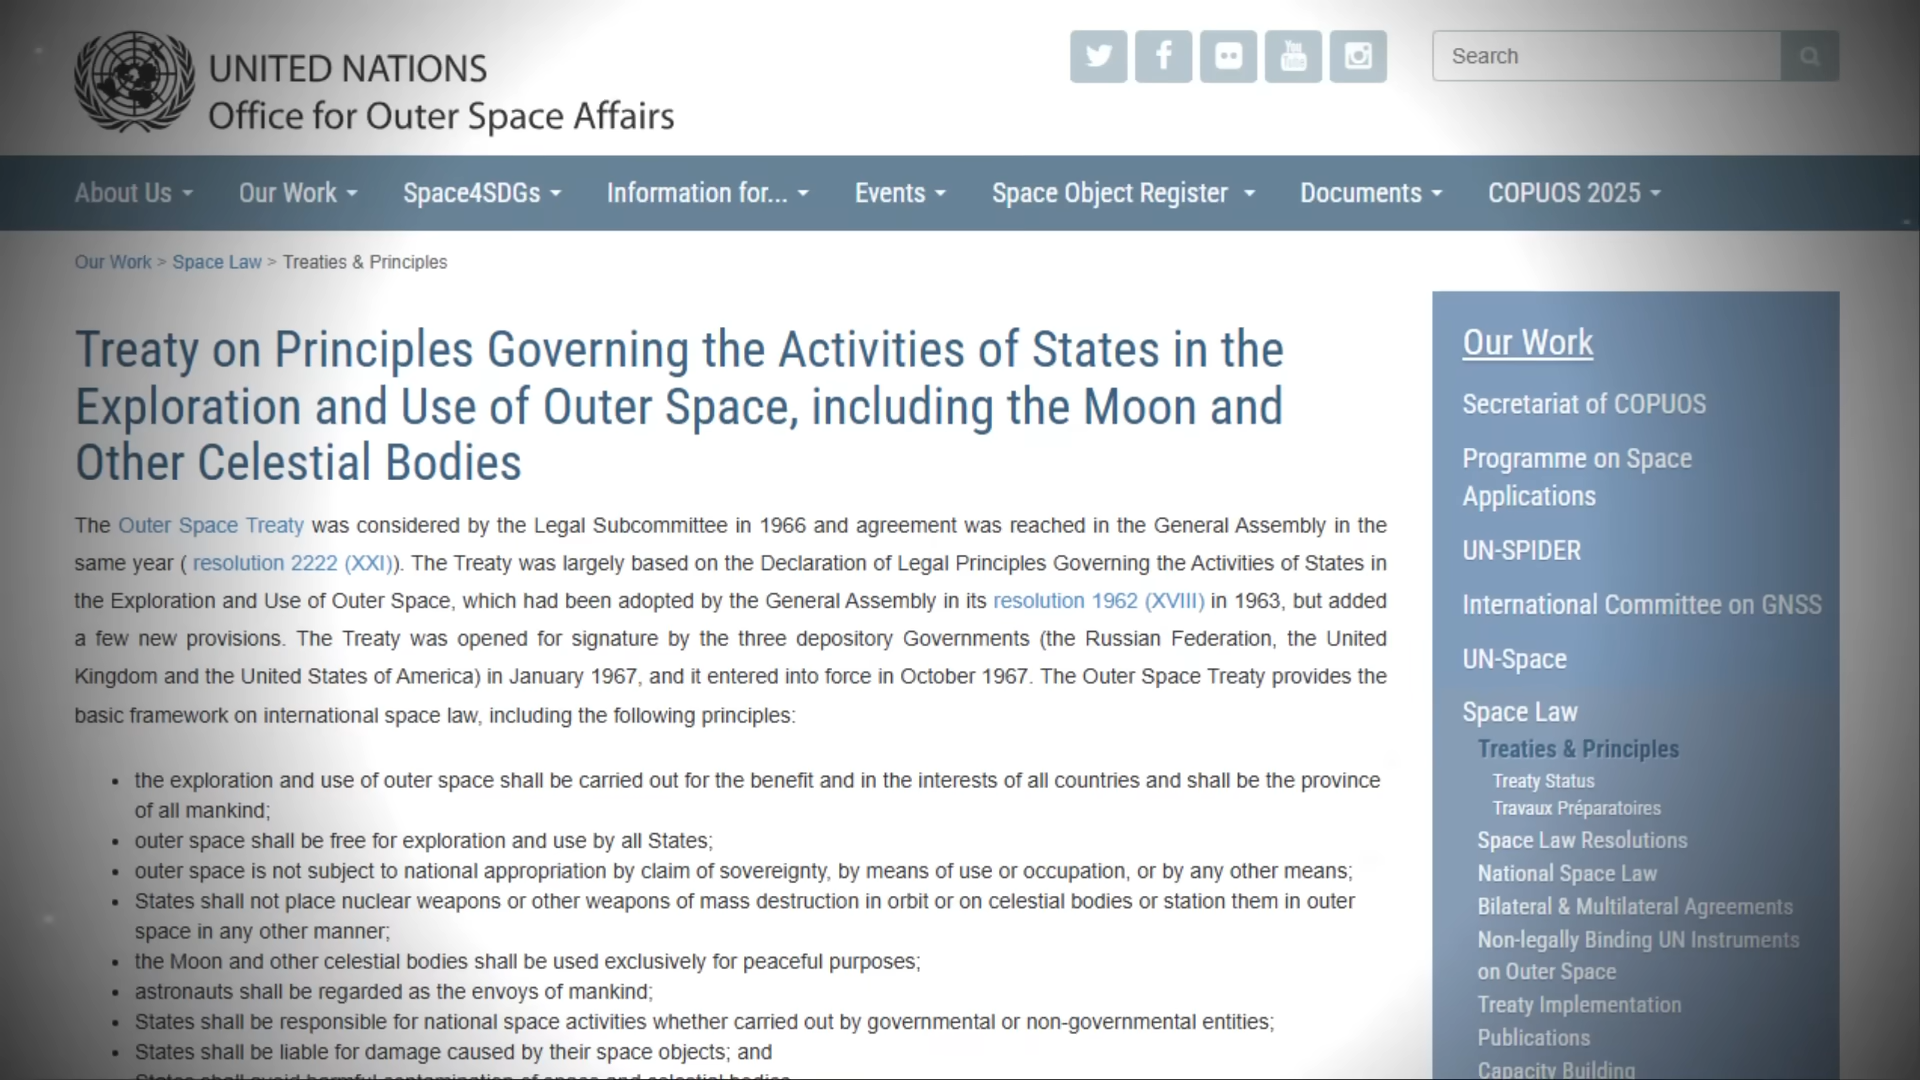 UNITED NATIONS
Office for Outer Space Affairs
Search
About Us
Our Work
Space4SDGs
Information for...
Events
Space Object Register
Documents
COPUOS 2025
Our Work > Space Law > Treaties & Principles
Treaty on Principles Governing the Activities of States in the
Exploration and Use of Outer Space, including the Moon and
Other Celestial Bodies
The Outer Space Treaty was considered by the Legal Subcommittee in 1966 and agreement was reached in the General Assembly in the
same year ( resolution 2222 (XXI)). The Treaty was largely based on the Declaration of Legal Principles Governing the Activities of States in
the Exploration and Use of Outer Space, which had been adopted by the General Assembly in its resolution 1962 (XVIII) in 1963, but added
a few new provisions. The Treaty was opened for signature by the three depository Governments (the Russian Federation, the United
Kingdom and the United States of America) in January 1967, and it entered into force in October 1967. The Outer Space Treaty provides the
basic framework on international space law, including the following principles:
• the exploration and use of outer space shall be carried out for the benefit and in the interests of all countries and shall be the province
of all mankind;
• outer space shall be free for exploration and use by all States;
• outer space is not subject to national appropriation by claim of sovereignty, by means of use or occupation, or by any other means;
• States shall not place nuclear weapons or other weapons of mass destruction in orbit or on celestial bodies or station them in outer
space in any other manner;
• the Moon and other celestial bodies shall be used exclusively for peaceful purposes;
• astronauts shall be regarded as the envoys of mankind;
• States shall be responsible for national space activities whether carried out by governmental or non-governmental entities;
• States shall be liable for damage caused by their space objects; and
States shall avoid harmful contamination of space and celestial bodies
Our Work
Secretariat of COPUOS
Programme on Space
Applications
UN-SPIDER
International Committee on GNSS
UN-Space
Space Law
Treaties & Principles
Treaty Status
Travaux Préparatoires
Space Law Resolutions
National Space Law
Bilateral & Multilateral Agreements
Non-legally Binding UN Instruments
on Outer Space
Treaty Implementation
Publications
Capacity Building